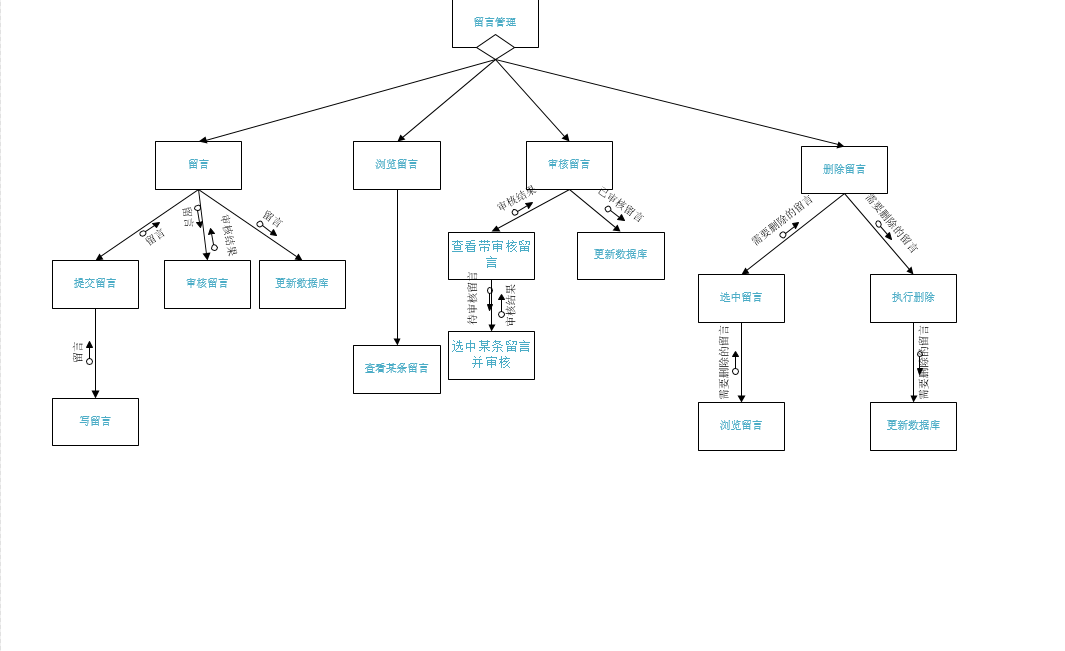 留言管理
留言
浏览留言
审核留言
删除留言
留言
留言
审核结果
留言
审核结果
已审核留言
需要删除的留言
需要删除的留言
提交留言
审核留言
更新数据库
查看带审核留
言
更新数据库
选中留言
执行删除
留言
待审核留言
审核结果
需要删除的留言
需要删除的留言
写留言
查看某条留言
选中某条留言
并审核
浏览留言
更新数据库